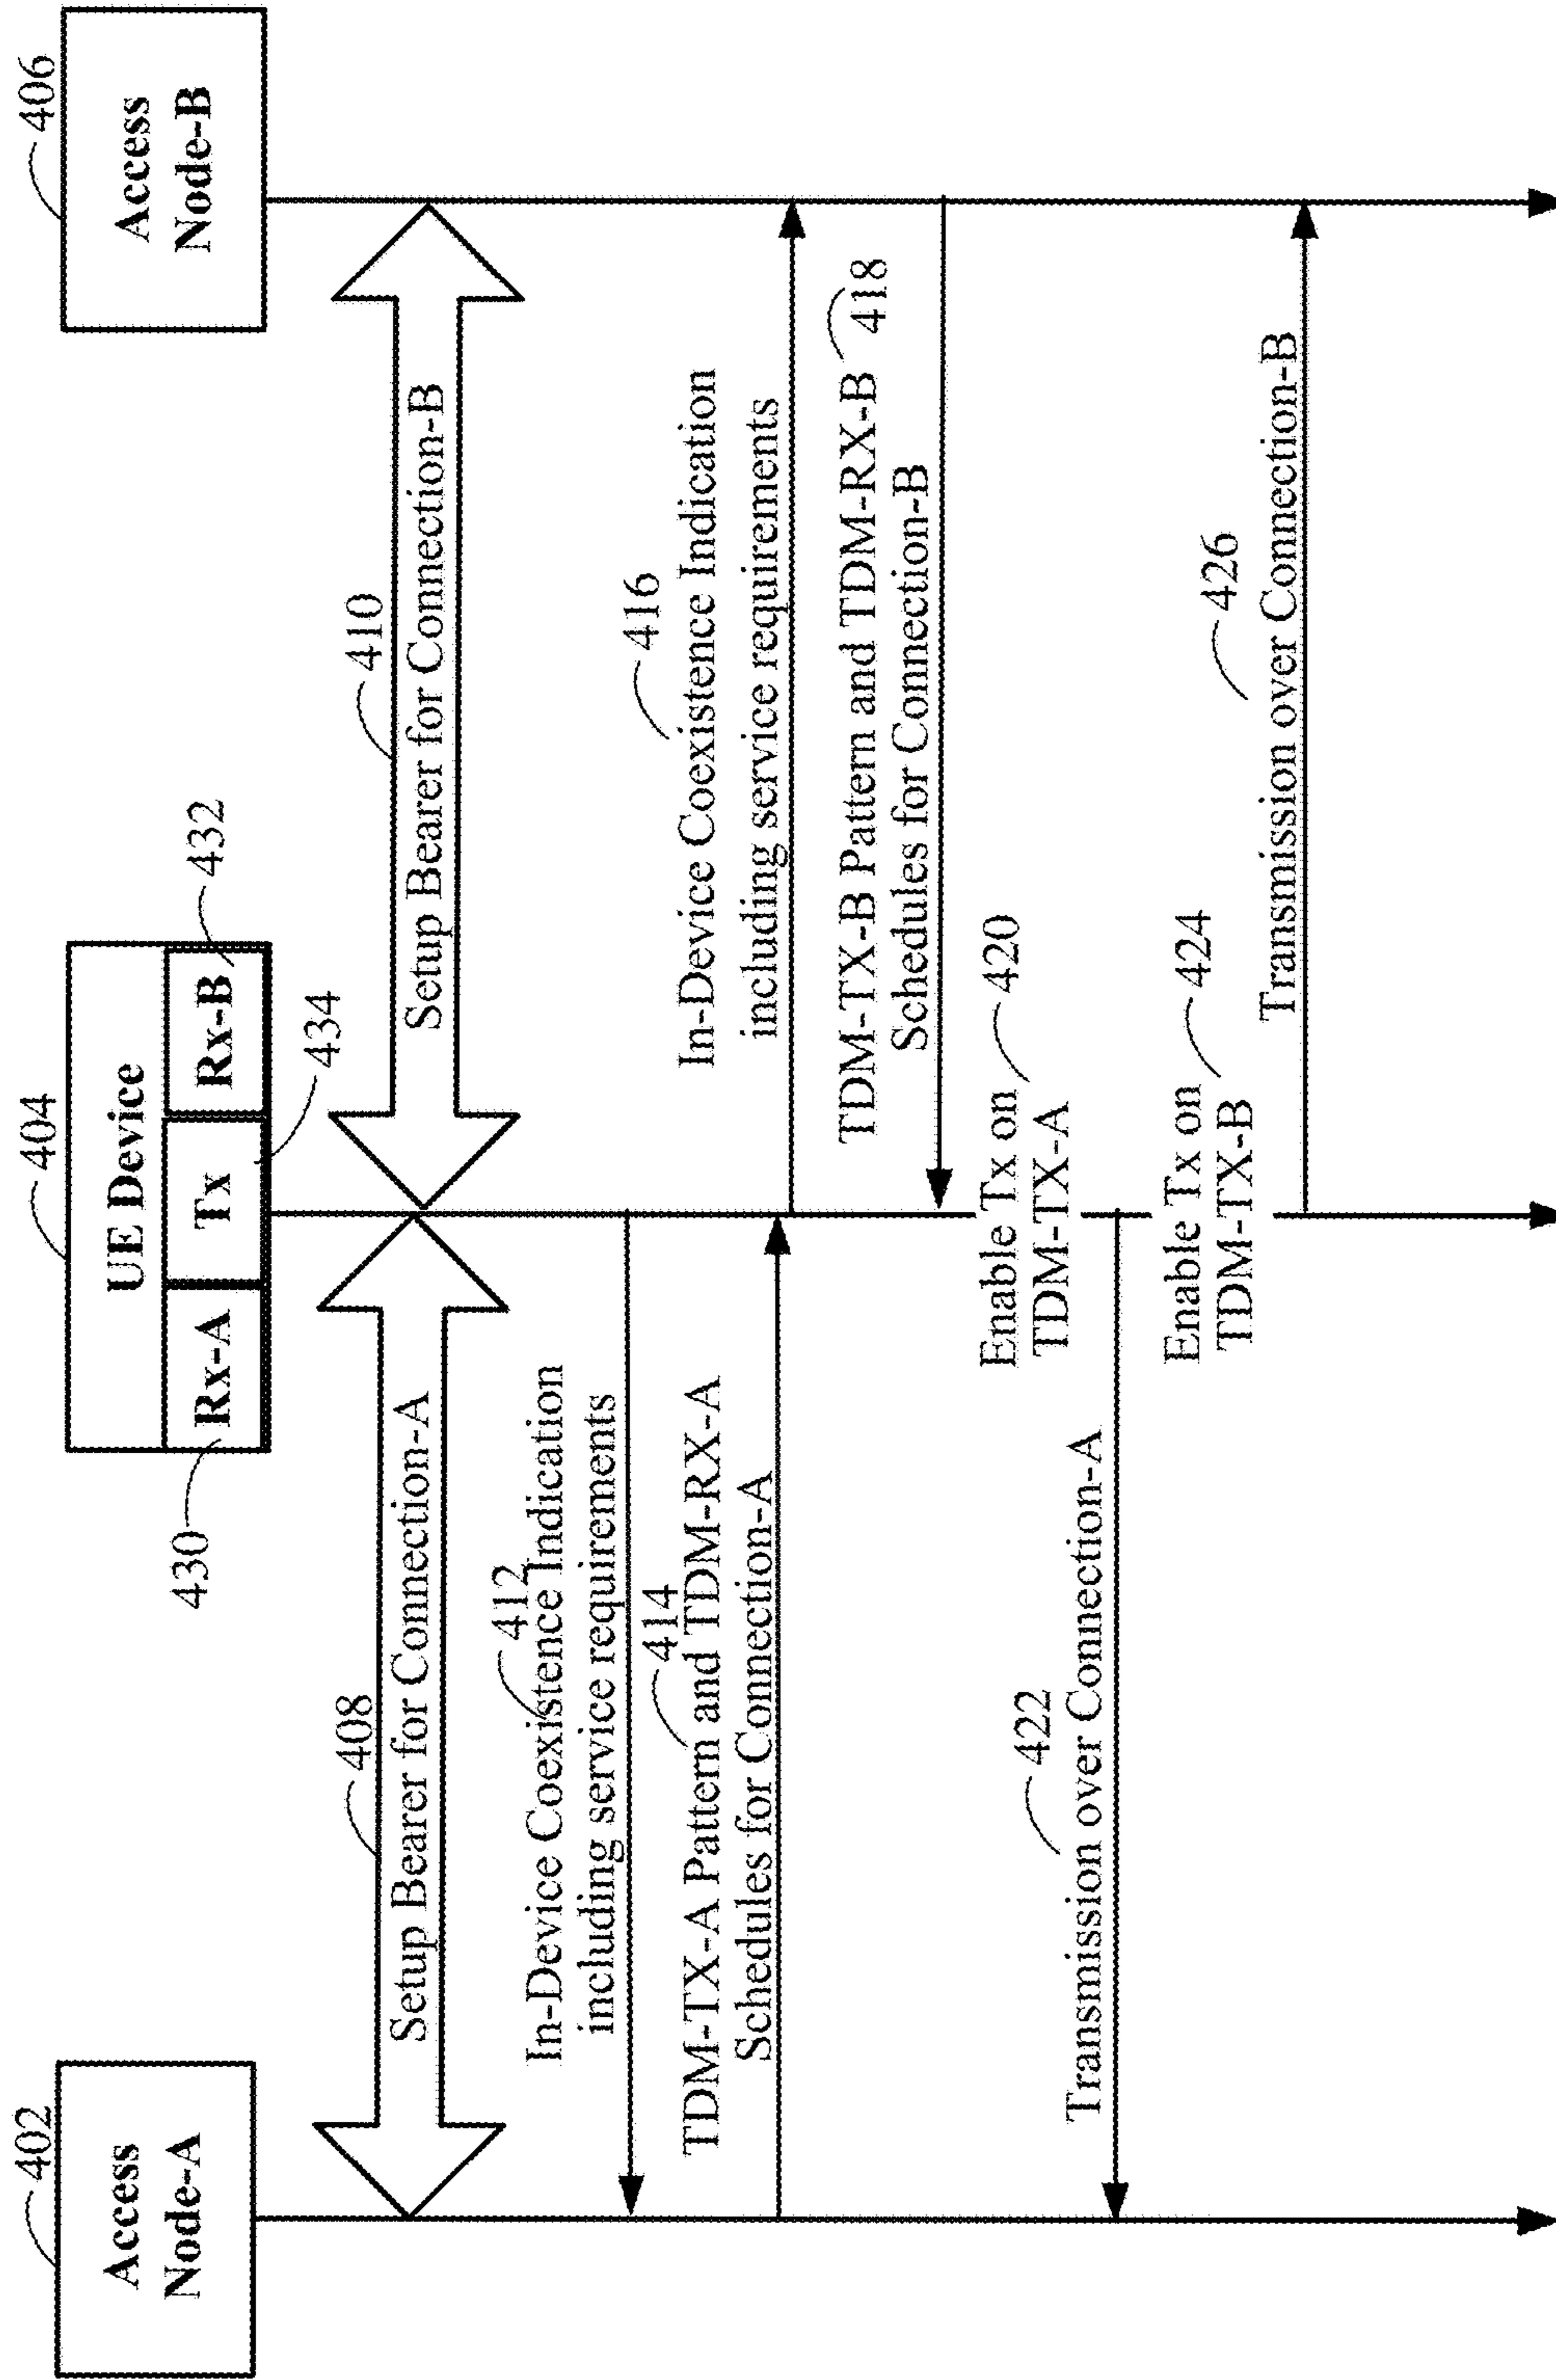 402
Access
Node-A
404
UE Device
Rx-A
Tx
Rx-B
430
434
432
406
Access
Node-B
408
Setup Bearer for Connection-A
410
Setup Bearer for Connection-B
412
In-Device Coexistence Indication
including service requirements
414
TDM-TX-A Pattern and TDM-RX-A
Schedules for Connection-A
416
In-Device Coexistence Indication
including service requirements
TDM-TX-B Pattern and TDM-RX-B
418
Schedules for Connection-B
Enable Tx on
420
TDM-TX-A
422
Transmission over Connection-A
Enable Tx on
424
TDM-TX-B
426
Transmission over Connection-B